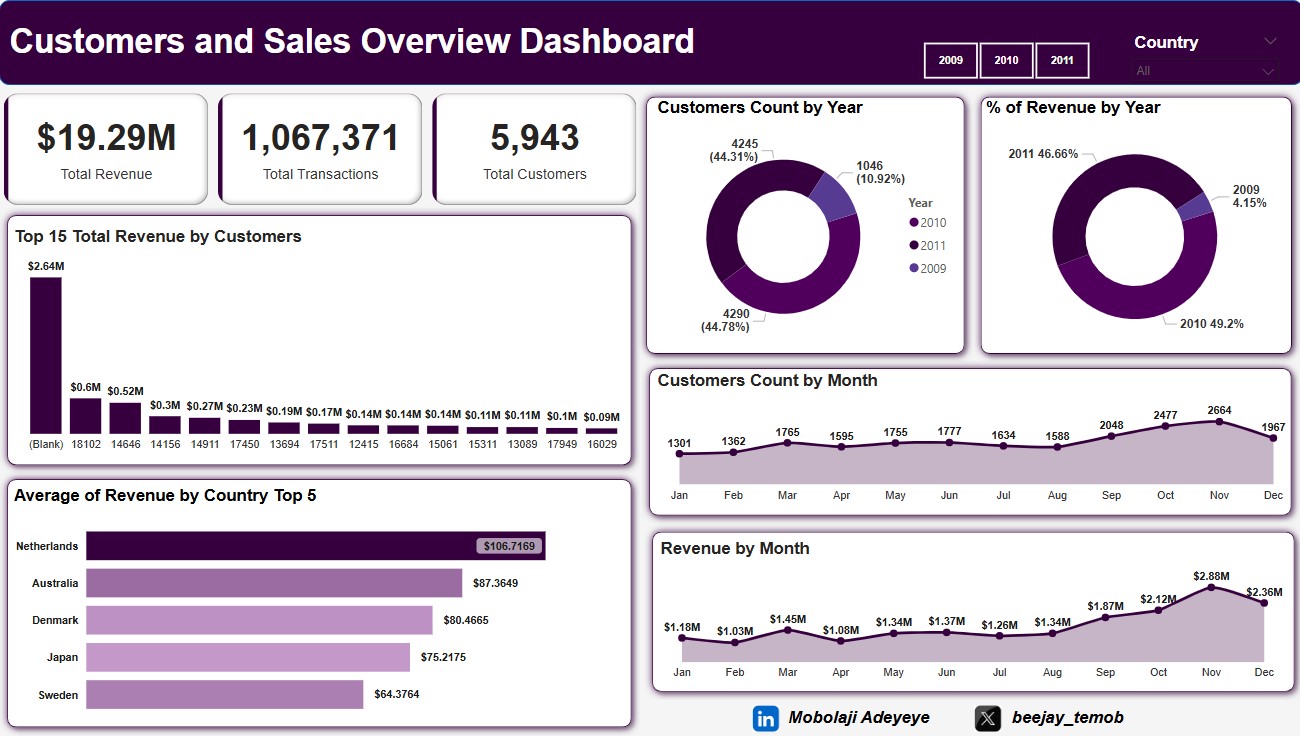 Customers and Sales Overview Dashboard
2009 2010 2011
Country
All
$19.29M
Total Revenue
1,067,371
Total Transactions
5,943
Total Customers
Customers Count by Year
4245
(44.31%)
1046
(10.92%)
4290
(44.78%)
Year
2010
2011
2009
% of Revenue by Year
2011 46.66%
2009
4.15%
2010 49.2%
Top 15 Total Revenue by Customers
$2.64M $0.6M $0.52M $0.3M $0.27M $0.23M $0.19M $0.17M $0.14M $0.14M $0.14M $0.11M $0.11M $0.1M $0.09M
(Blank) 18102 14646 14156 14911 17450 13694 17511 12415 16684 15061 15311 13089 17949 16029
Customers Count by Month
1301 1362 1765 1595 1755 1777 1634 1588 2048 2477 2664 1967
Jan Feb Mar Apr May Jun Jul Aug Sep Oct Nov Dec
Average of Revenue by Country Top 5
Netherlands $106.7169
Australia $87.3649
Denmark $80.4665
Japan $75.2175
Sweden $64.3764
Revenue by Month
$1.18M $1.03M $1.45M $1.08M $1.34M $1.37M $1.26M $1.34M $1.87M $2.12M $2.88M $2.36M
Jan Feb Mar Apr May Jun Jul Aug Sep Oct Nov Dec
in Mobolaji Adeyeye X beejay_temob